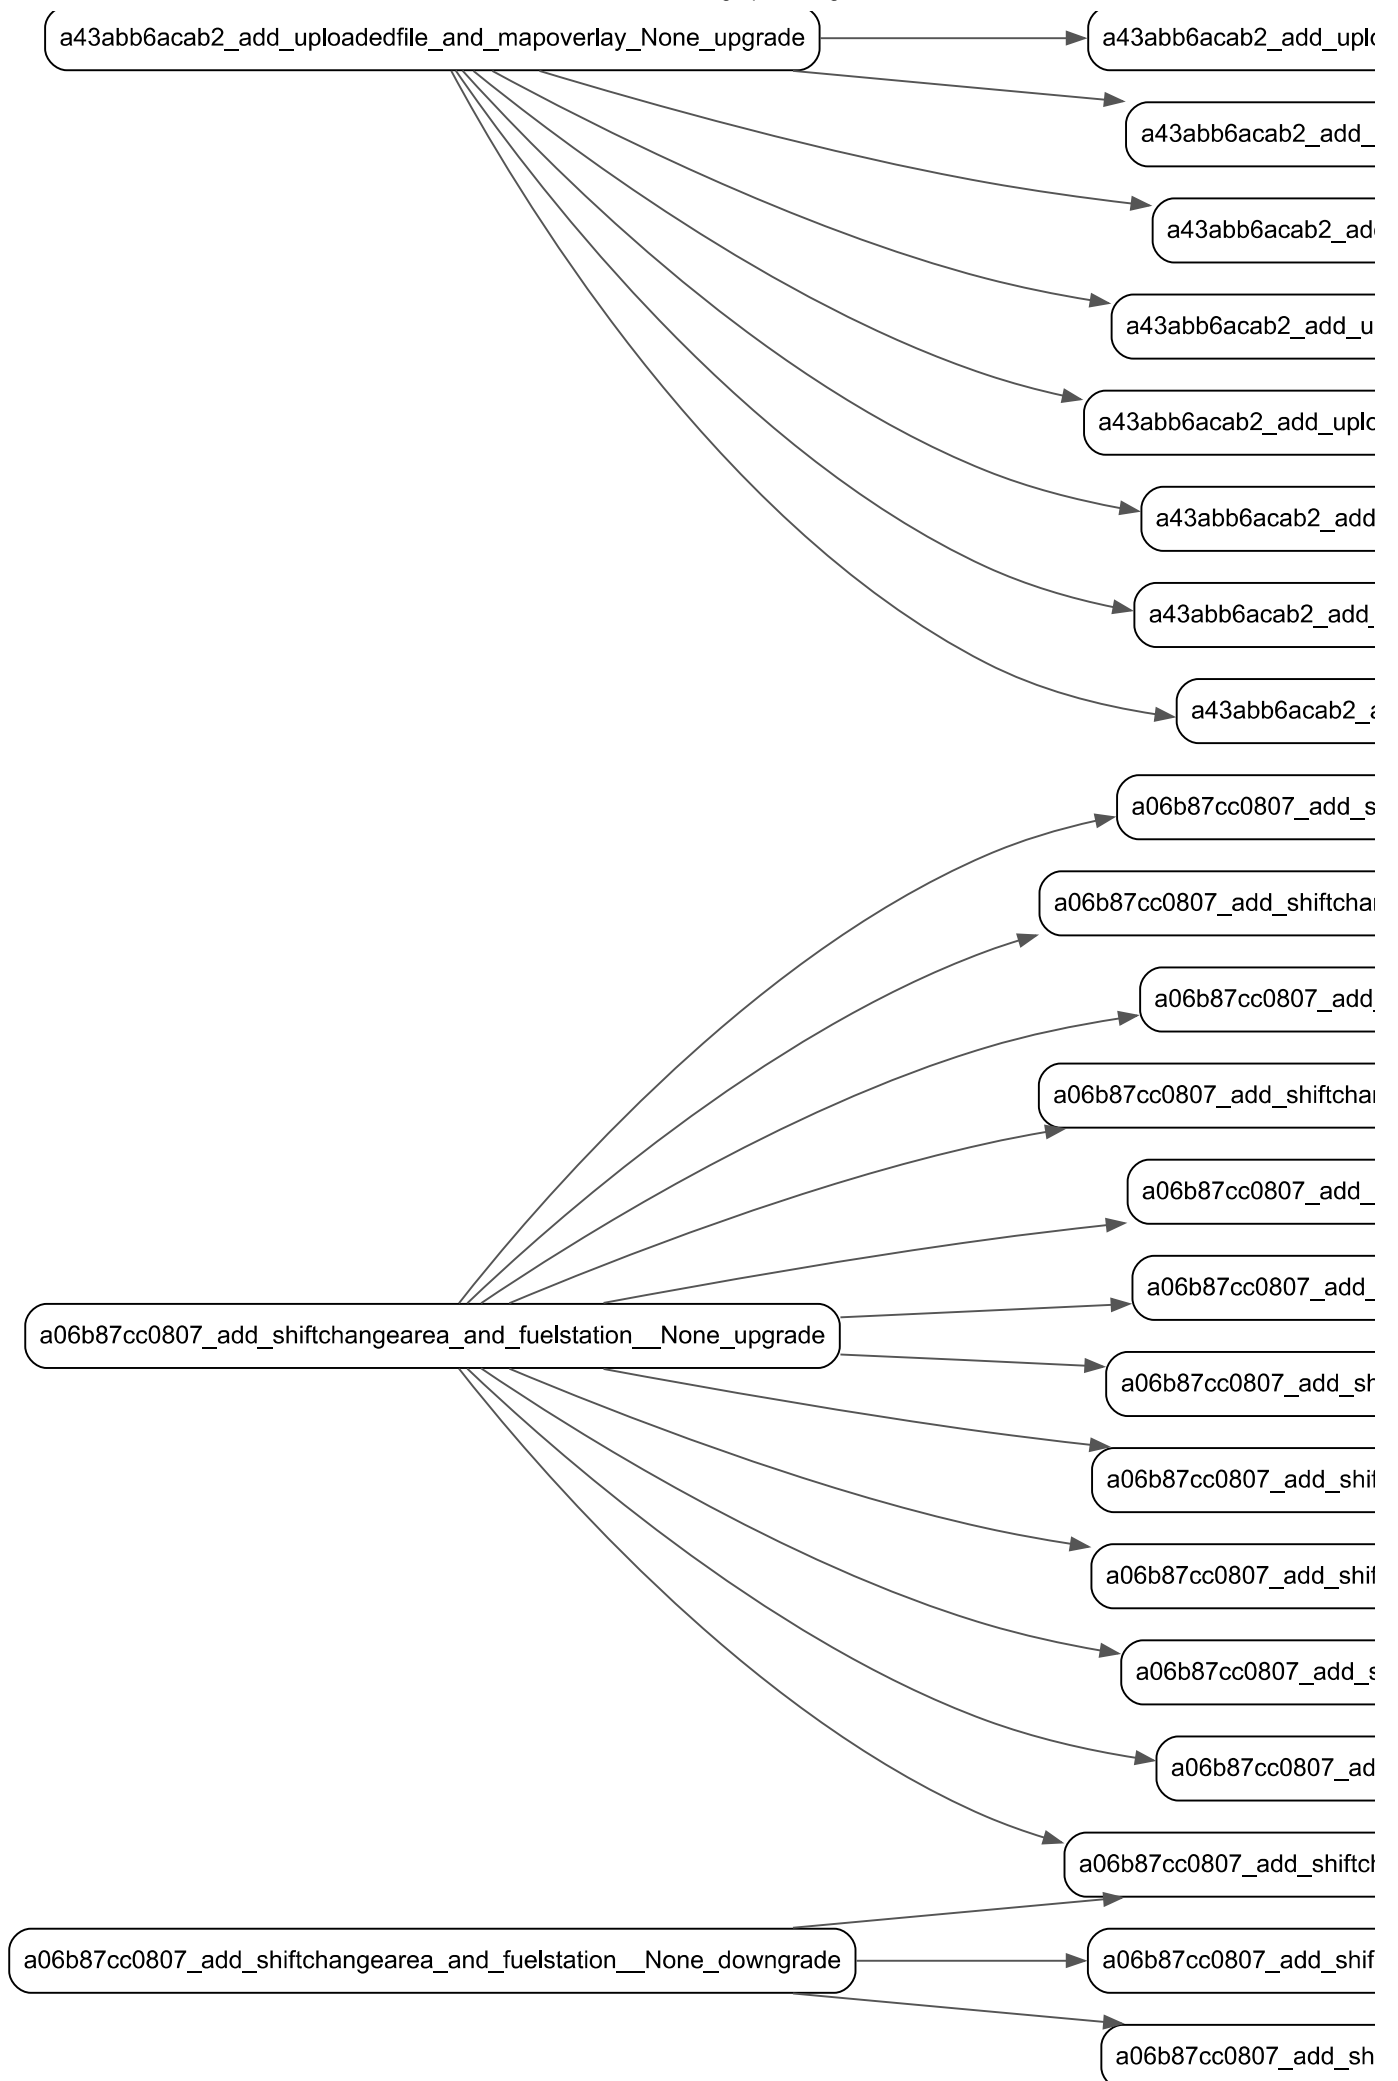 a43abb6acab2_add_uploadedfile_and_mapoverlay_None_upgrade
a43abb6acab2_add_uplo
a43abb6acab2_add_
a43abb6acab2_ad
a43abb6acab2_add_u
a43abb6acab2_add_uplo
a43abb6acab2_add
a43abb6acab2_add_
a43abb6acab2_a
a06b87cc0807_add_s
a06b87cc0807_add_shiftchan
a06b87cc0807_add_
a06b87cc0807_add_shiftchan
a06b87cc0807_add_
a06b87cc0807_add_
a06b87cc0807_add_shiftchangearea_and_fuelstation__None_upgrade
a06b87cc0807_add_sh
a06b87cc0807_add_shif
a06b87cc0807_add_shif
a06b87cc0807_add_s
a06b87cc0807_ad
a06b87cc0807_add_shiftch
a06b87cc0807_add_shiftchangearea_and_fuelstation__None_downgrade
a06b87cc0807_add_shif
a06b87cc0807_add_sh